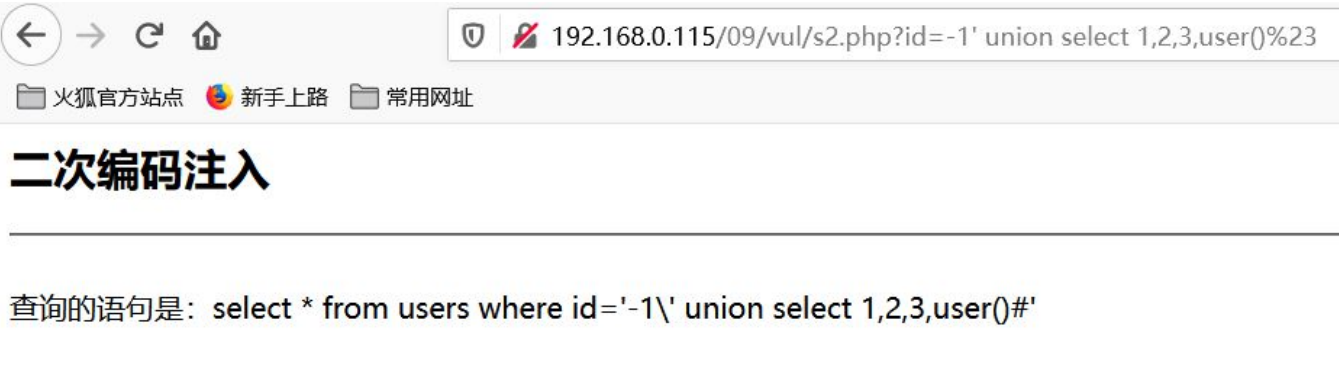 192.168.0.115/09/vul/s2.php?id=-1' union select 1,2,3,user()%23
火狐官方站点 新手上路 常用网址
二次编码注入
查询的语句是：select * from users where id='-1\' union select 1,2,3,user()#'